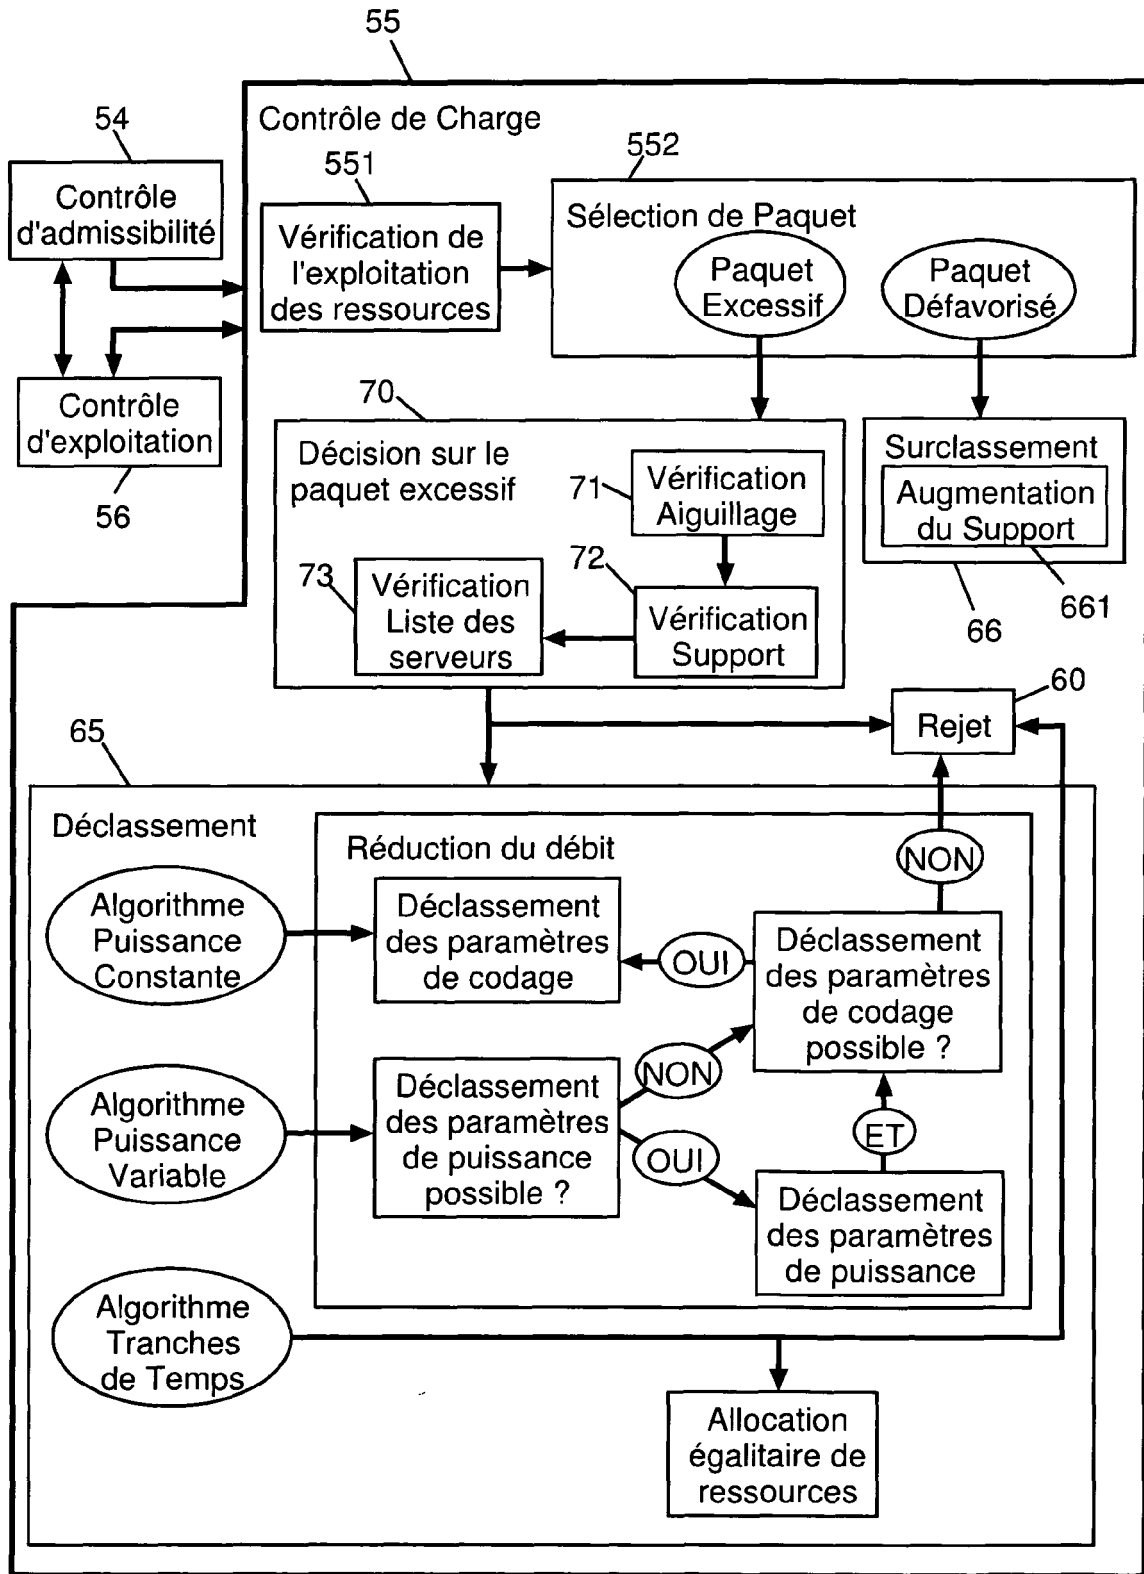 55
Contrôle de Charge
54
Contrôle
d'admissibilité
551
Vérification de
l'exploitation
des ressources
552
Sélection de Paquet
Paquet
Excessif
Paquet
Défavorisé
Contrôle
d'exploitation
56
70
Décision sur le
paquet excessif
71
Vérification
Aiguillage
72
Vérification
Support
73
Vérification
Liste des
serveurs
Surclassement
Augmentation
du Support
661
66
60
Rejet
65
Déclassement
Réduction du débit
Algorithme
Puissance
Constante
Déclassement
des paramètres
de codage
OUI
NON
Déclassement
des paramètres
de codage
possible ?
Algorithme
Puissance
Variable
Déclassement
des paramètres
de puissance
possible ?
NON
OUI
ET
Déclassement
des paramètres
de puissance
Algorithme
Tranches
de Temps
Allocation
égalitaire de
ressources